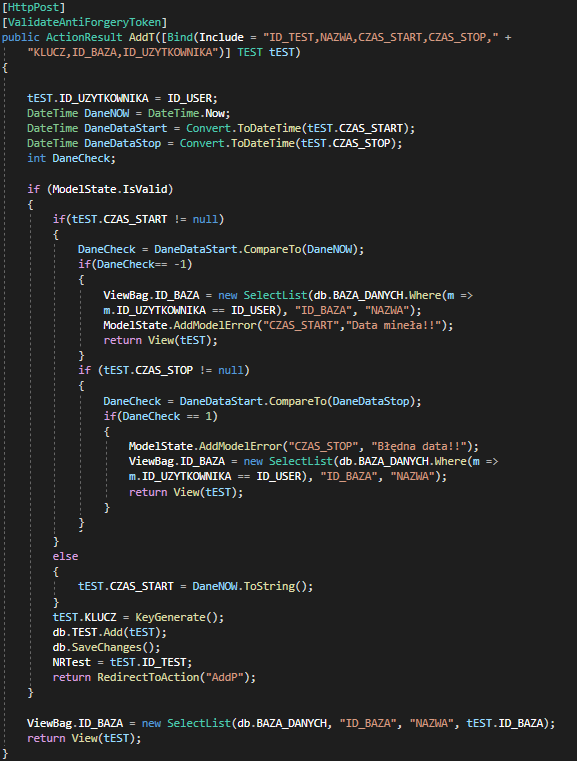 [HttpPost]
[ValidateAntiForgeryToken]
public ActionResult AddT([Bind(Include = "ID_TEST,NAZWA,CZAS_START,CZAS_STOP," +
"KLUCZ,ID_BAZA,ID_UZYTKOWNIKA")] TEST tEST)
{
tEST.ID_UZYTKOWNIKA = ID_USER;
DateTime DaneNOW = DateTime.Now;
DateTime DaneDataStart = Convert.ToDateTime(tEST.CZAS_START);
DateTime DaneDataStop = Convert.ToDateTime(tEST.CZAS_STOP);
int DaneCheck;
if (ModelState.IsValid)
{
if(tEST.CZAS_START != null)
{
DaneCheck = DaneDataStart.CompareTo(DaneNOW);
if(DaneCheck== -1)
{
ViewBag.ID_BAZA = new SelectList(db.BAZA_DANYCH.Where(m =>
m.ID_UZYTKOWNIKA == ID_USER), "ID_BAZA", "NAZWA");
ModelState.AddModelError("CZAS_START","Data mineła!!");
return View(tEST);
}
if (tEST.CZAS_STOP != null)
{
DaneCheck = DaneDataStart.CompareTo(DaneDataStop);
if(DaneCheck == 1)
{
ModelState.AddModelError("CZAS_STOP", "Błędna data!!");
ViewBag.ID_BAZA = new SelectList(db.BAZA_DANYCH.Where(m =>
m.ID_UZYTKOWNIKA == ID_USER), "ID_BAZA", "NAZWA");
return View(tEST);
}
}
}
else
{
tEST.CZAS_START = DaneNOW.ToString();
}
tEST.KLUCZ = KeyGenerate();
db.TEST.Add(tEST);
db.SaveChanges();
NRTest = tEST.ID_TEST;
return RedirectToAction("AddP");
}
ViewBag.ID_BAZA = new SelectList(db.BAZA_DANYCH, "ID_BAZA", "NAZWA", tEST.ID_BAZA);
return View(tEST);
}